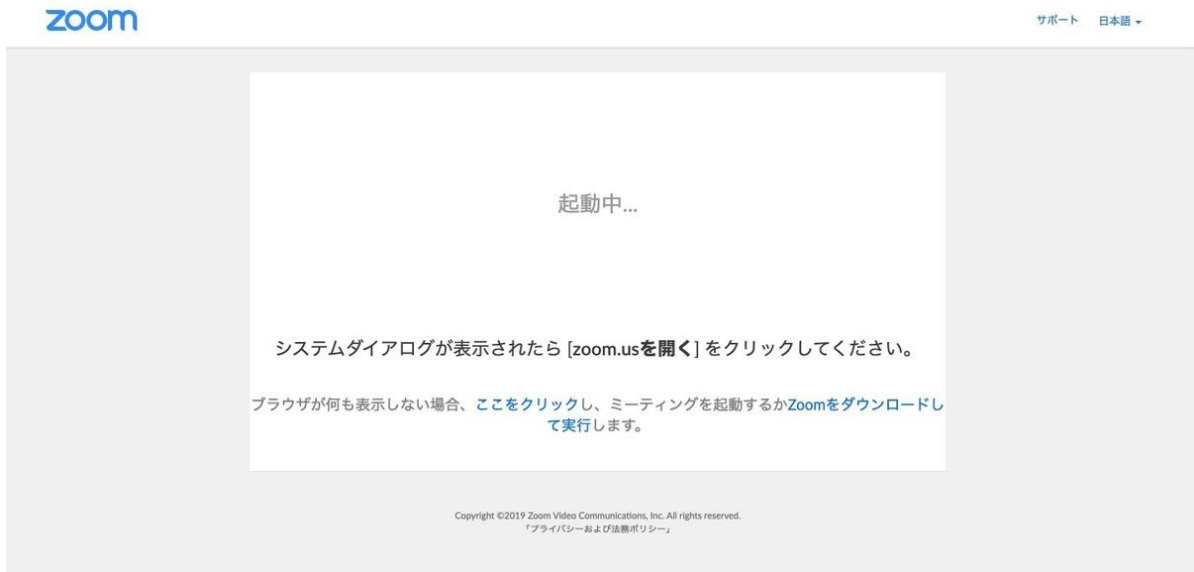 zoom
サポート 日本語
起動中...
システムダイアログが表示されたら [zoom.usを開く] をクリックしてください。
ブラウザが何も表示しない場合、ここをクリックし、ミーティングを起動するかZoomをダウンロードし
て実行します。
Copyright ©2019 Zoom Video Communications, Inc. All rights reserved.
「プライバシーおよび法務ポリシー」